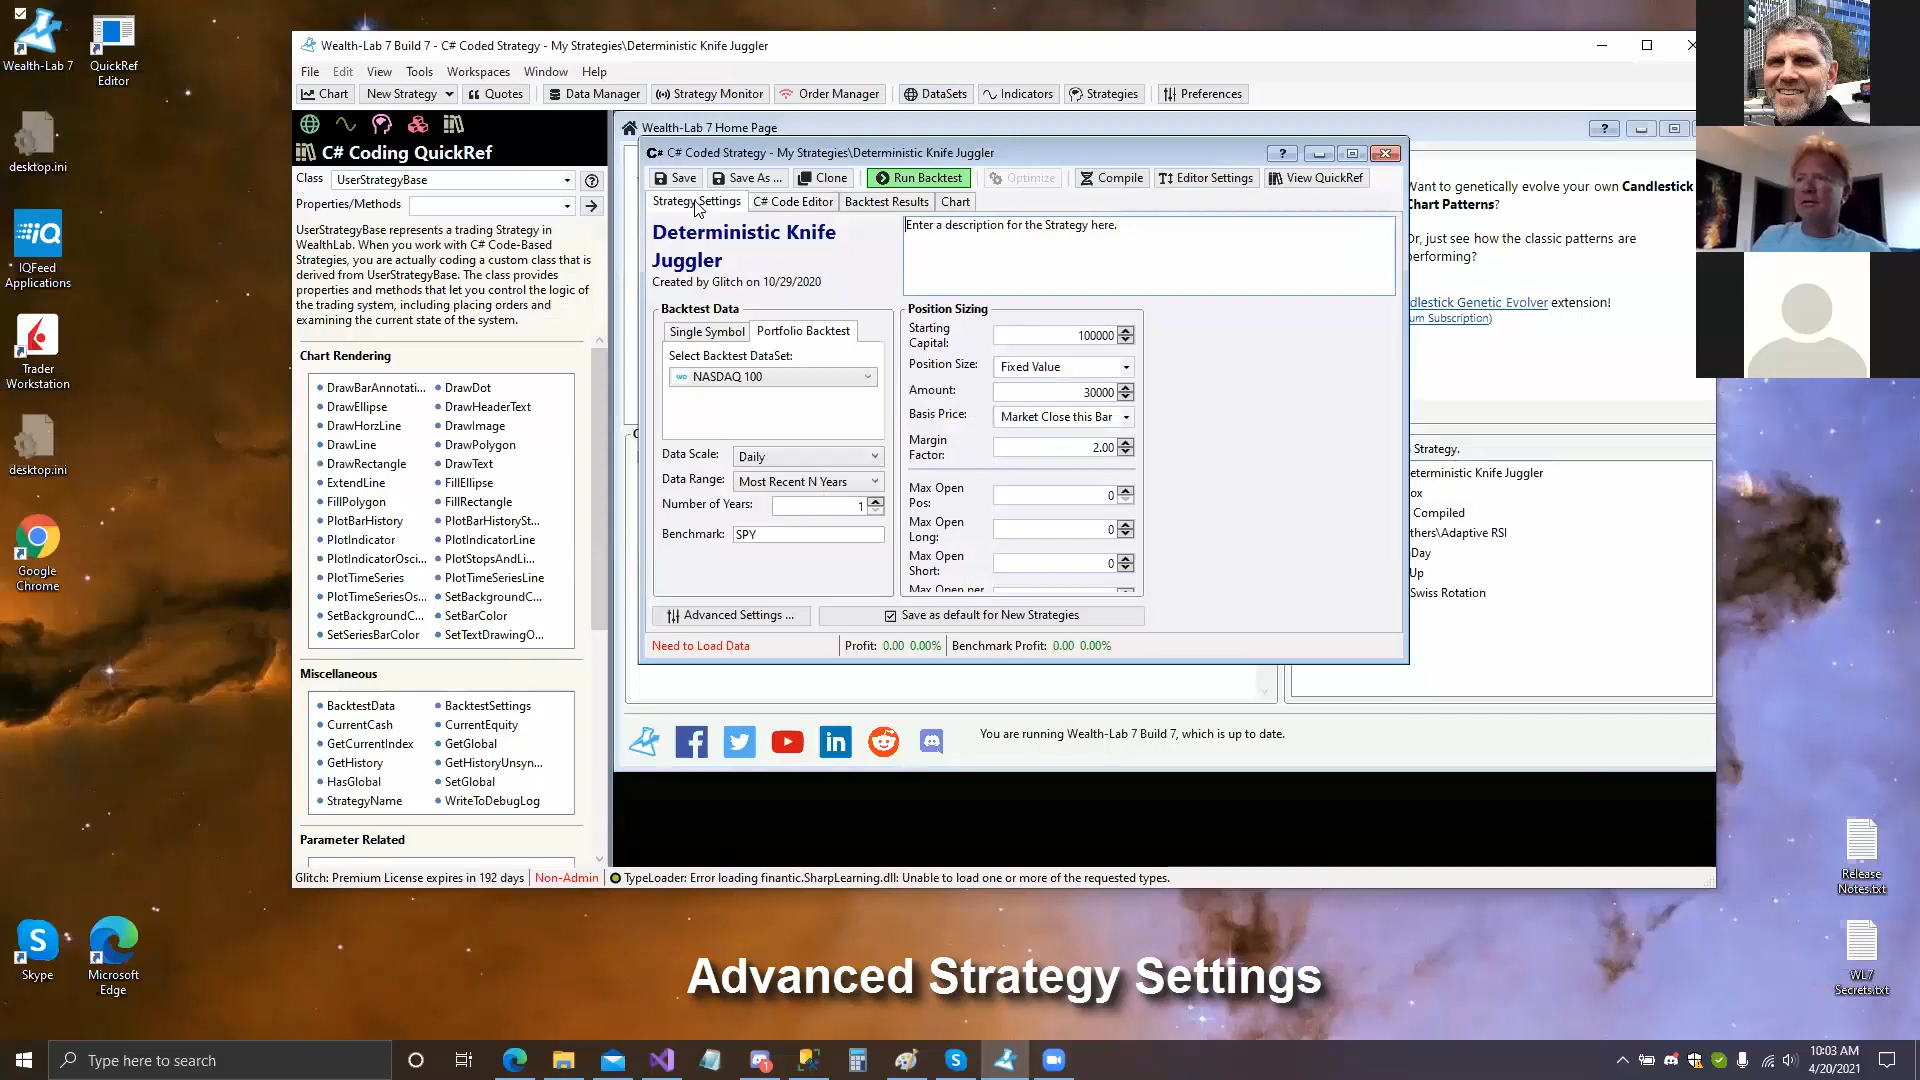 Wealth-Lab 7
QuickRef
Editor
desktop.ini
IQ
IQFeed
Applications
Trader
Workstation
desktop.ini
Google
Chrome
Skype
Microsoft
Edge
Wealth-Lab 7 Build 7 - C# Coded Strategy - My Strategies\Deterministic Knife Juggler
File Edit View Tools Workspaces Window Help
Chart New Strategy Quotes Data Manager Strategy Monitor Order Manager DataSets Indicators Strategies Preferences
C# Coding QuickRef
Class UserStrategyBase
Properties/Methods
UserStrategyBase represents a trading Strategy in
WealthLab. When you work with C# Code-Based
Strategies, you are actually coding a custom class that is
derived from UserStrategyBase. The class provides
properties and methods that let you control the logic of
the trading system, including placing orders and
examining the current state of the system.
Chart Rendering
DrawBarAnnotati... DrawDot
DrawEllipse DrawHeaderText
DrawHorzLine DrawImage
DrawLine DrawPolygon
DrawRectangle DrawText
ExtendLine FillEllipse
FillPolygon FillRectangle
PlotBarHistory PlotBarHistorySt...
PlotIndicator PlotIndicatorLine
PlotIndicatorOsci... PlotStopsAndLi...
PlotTimeSeries PlotTimeSeriesLine
PlotTimeSeriesOs... SetBackgroundC...
SetBackgroundC... SetBarColor
SetSeriesBarColor SetTextDrawingO...
Miscellaneous
BacktestData BacktestSettings
CurrentCash CurrentEquity
GetCurrentIndex GetGlobal
GetHistory GetHistoryUnsyn...
HasGlobal SetGlobal
StrategyName WriteToDebugLog
Parameter Related
Wealth-Lab 7 Home Page
C# C# Coded Strategy - My Strategies\Deterministic Knife Juggler
Save Save As ... Clone Run Backtest Optimize Compile Editor Settings View QuickRef
Strategy Settings C# Code Editor Backtest Results Chart
Deterministic Knife
Juggler
Created by Glitch on 10/29/2020
Enter a description for the Strategy here.
Backtest Data
Single Symbol Portfolio Backtest
Select Backtest DataSet:
NASDAQ 100
Data Scale: Daily
Data Range: Most Recent N Years
Number of Years: 1
Benchmark: SPY
Position Sizing
Starting
Capital: 100000
Position Size: Fixed Value
Amount: 30000
Basis Price: Market Close this Bar
Margin
Factor: 2.00
Max Open
Pos: 0
Max Open
Long: 0
Max Open
Short: 0
Max Open per
Advanced Settings ... Save as default for New Strategies
Need to Load Data Profit: 0.00 0.00% Benchmark Profit: 0.00 0.00%
Want to genetically evolve your own Candlestick
Chart Patterns?
Or, just see how the classic patterns are
performing?
dlestick Genetic Evolver extension!
um Subscription)
Strategy.
eterministic Knife Juggler
ox
Compiled
thers\Adaptive RSI
Day
Up
Swiss Rotation
You are running Wealth-Lab 7 Build 7, which is up to date.
Glitch: Premium License expires in 192 days Non-Admin TypeLoader: Error loading finantic.SharpLearning.dll: Unable to load one or more of the requested types.
Release
Notes.txt
WL7
Secrets.txt
Advanced Strategy Settings
Type here to search
10:03 AM
4/20/2021